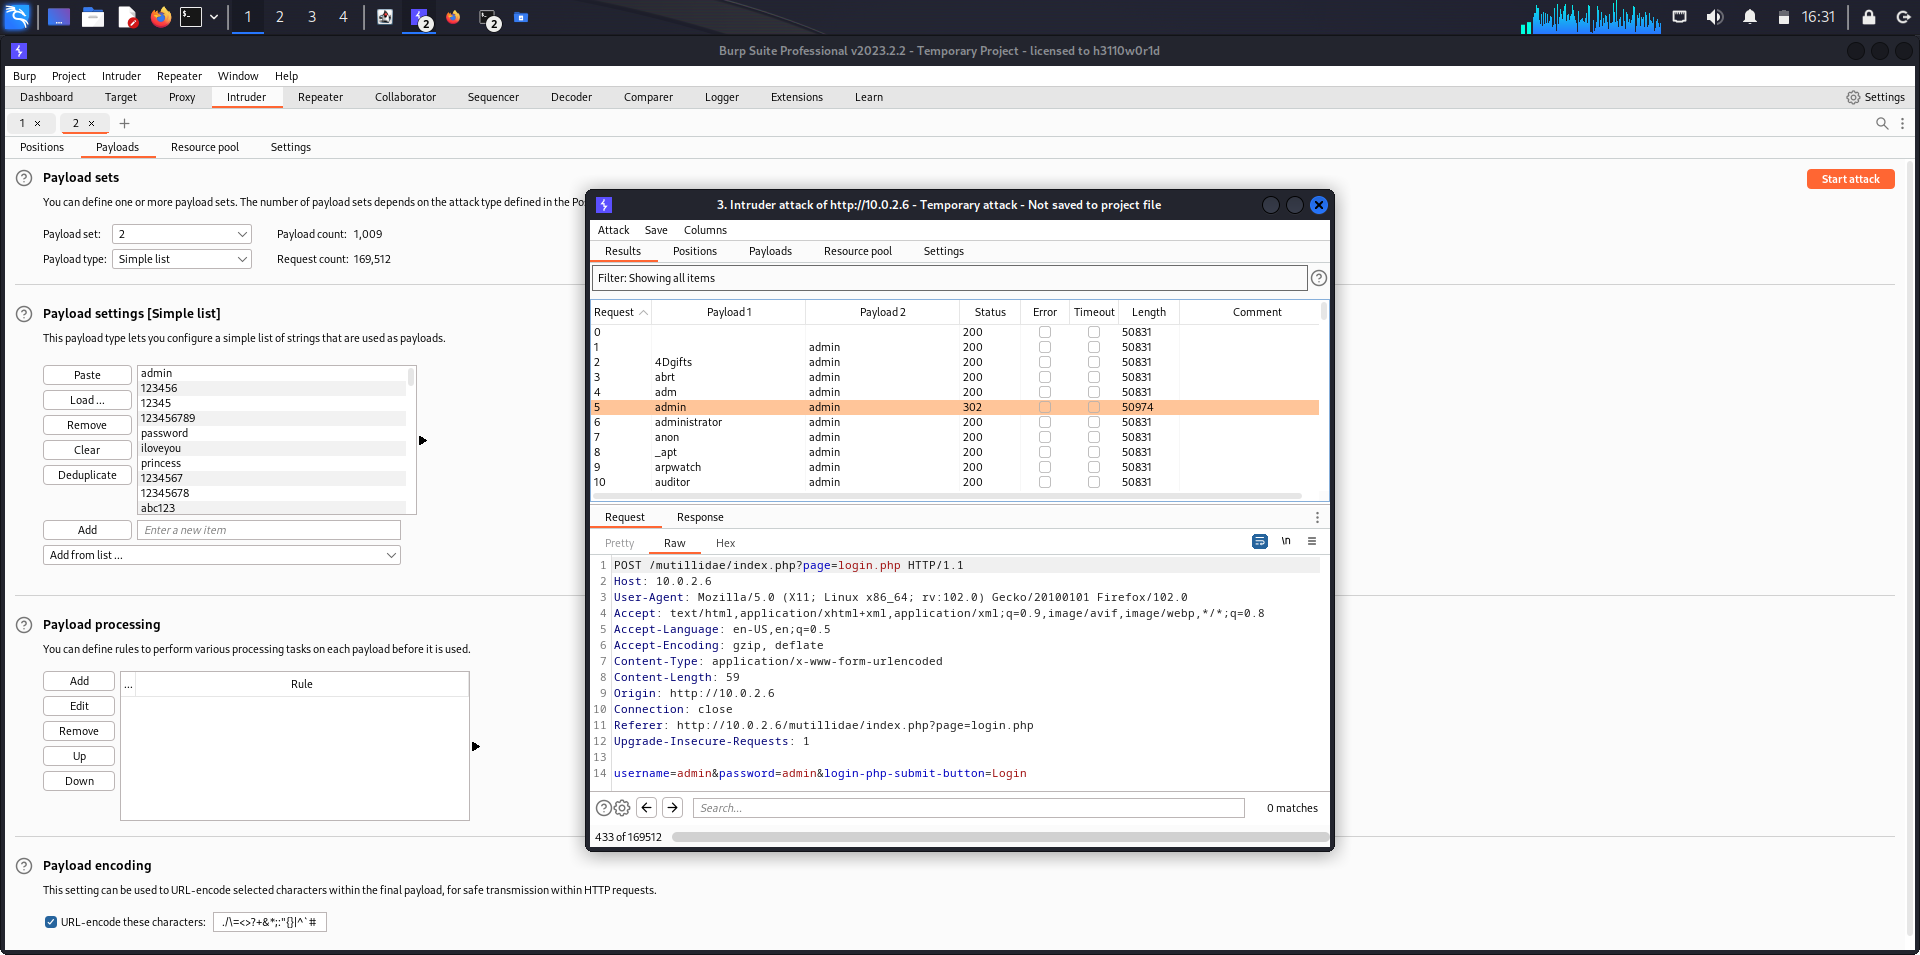 1 2 3 4 2 2 16:31
Burp Suite Professional v2023.2.2 - Temporary Project - licensed to h3110w0r1d
Burp Project Intruder Repeater Window Help
Dashboard Target Proxy Intruder Repeater Collaborator Sequencer Decoder Comparer Logger Extensions Learn Settings
1 × 2 × +
Positions Payloads Resource pool Settings
? Payload sets
Start attack
You can define one or more payload sets. The number of payload sets depends on the attack type defined in the Pos
Payload set: 2 Payload count: 1,009
Payload type: Simple list Request count: 169,512
? Payload settings [Simple list]
This payload type lets you configure a simple list of strings that are used as payloads.
Paste
Load ...
Remove
Clear
Deduplicate
admin
123456
12345
123456789
password
iloveyou
princess
1234567
12345678
abc123
Add Enter a new item
Add from list ...
? Payload processing
You can define rules to perform various processing tasks on each payload before it is used.
Add
Edit
Remove
Up
Down
... Rule
? Payload encoding
This setting can be used to URL-encode selected characters within the final payload, for safe transmission within HTTP requests.
URL-encode these characters: ./\=<>?+&*;:"{}|^`#
3. Intruder attack of http://10.0.2.6 - Temporary attack - Not saved to project file
Attack Save Columns
Results Positions Payloads Resource pool Settings
Filter: Showing all items ?
Request Payload 1 Payload 2 Status Error Timeout Length Comment
0 200 50831
1 admin 200 50831
2 4Dgifts admin 200 50831
3 abrt admin 200 50831
4 adm admin 200 50831
5 admin admin 302 50974
6 administrator admin 200 50831
7 anon admin 200 50831
8 _apt admin 200 50831
9 arpwatch admin 200 50831
10 auditor admin 200 50831
Request Response
Pretty Raw Hex \n
1 POST /mutillidae/index.php?page=login.php HTTP/1.1
2 Host: 10.0.2.6
3 User-Agent: Mozilla/5.0 (X11; Linux x86_64; rv:102.0) Gecko/20100101 Firefox/102.0
4 Accept: text/html,application/xhtml+xml,application/xml;q=0.9,image/avif,image/webp,*/*;q=0.8
5 Accept-Language: en-US,en;q=0.5
6 Accept-Encoding: gzip, deflate
7 Content-Type: application/x-www-form-urlencoded
8 Content-Length: 59
9 Origin: http://10.0.2.6
10 Connection: close
11 Referer: http://10.0.2.6/mutillidae/index.php?page=login.php
12 Upgrade-Insecure-Requests: 1
13
14 username=admin&password=admin&login-php-submit-button=Login
? Search... 0 matches
433 of 169512